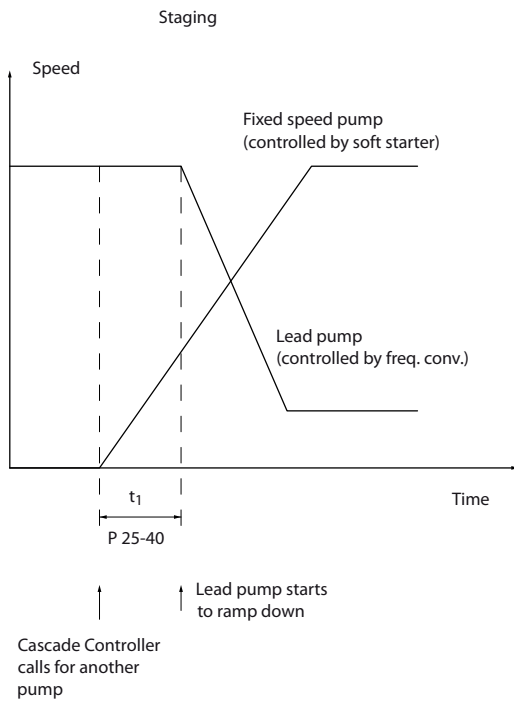 Staging
Speed
Fixed speed pump
(controlled by soft starter)
Lead pump
(controlled by freq. conv.)
t1
Time
P 25-40
Lead pump starts
to ramp down
Cascade Controller
calls for another
pump